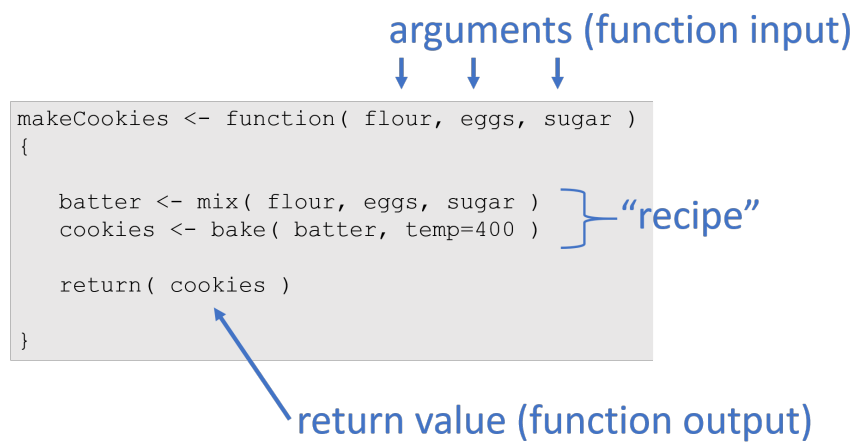 arguments (function input)
makeCookies <- function( flour, eggs, sugar )
{
batter <- mix( flour, eggs, sugar )
cookies <- bake( batter, temp=400 )
“recipe”
return( cookies )
}
return value (function output)